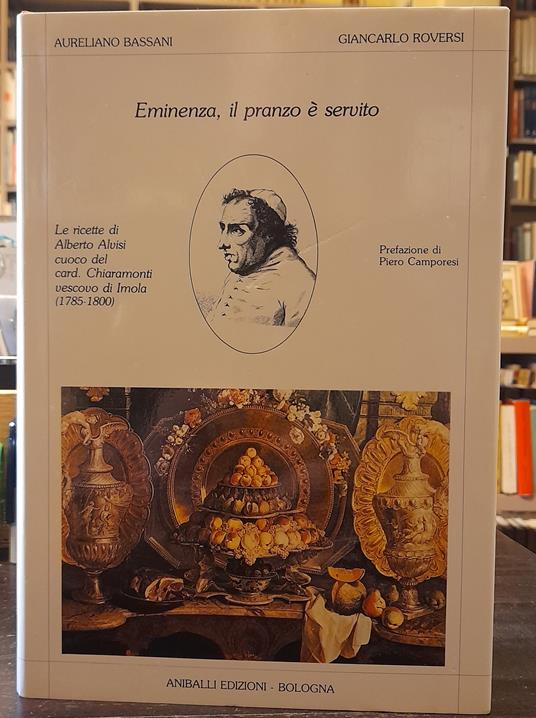 AURELIANO BASSANI
GIANCARLO ROVERSI
Eminenza, il pranzo è servito
Le ricette di
Alberto Alvisi
cuoco del
card. Chiaramonti
vescovo di Imola
(1785-1800)
Prefazione di
Piero Camporesi
ANIBALLI EDIZIONI - BOLOGNA